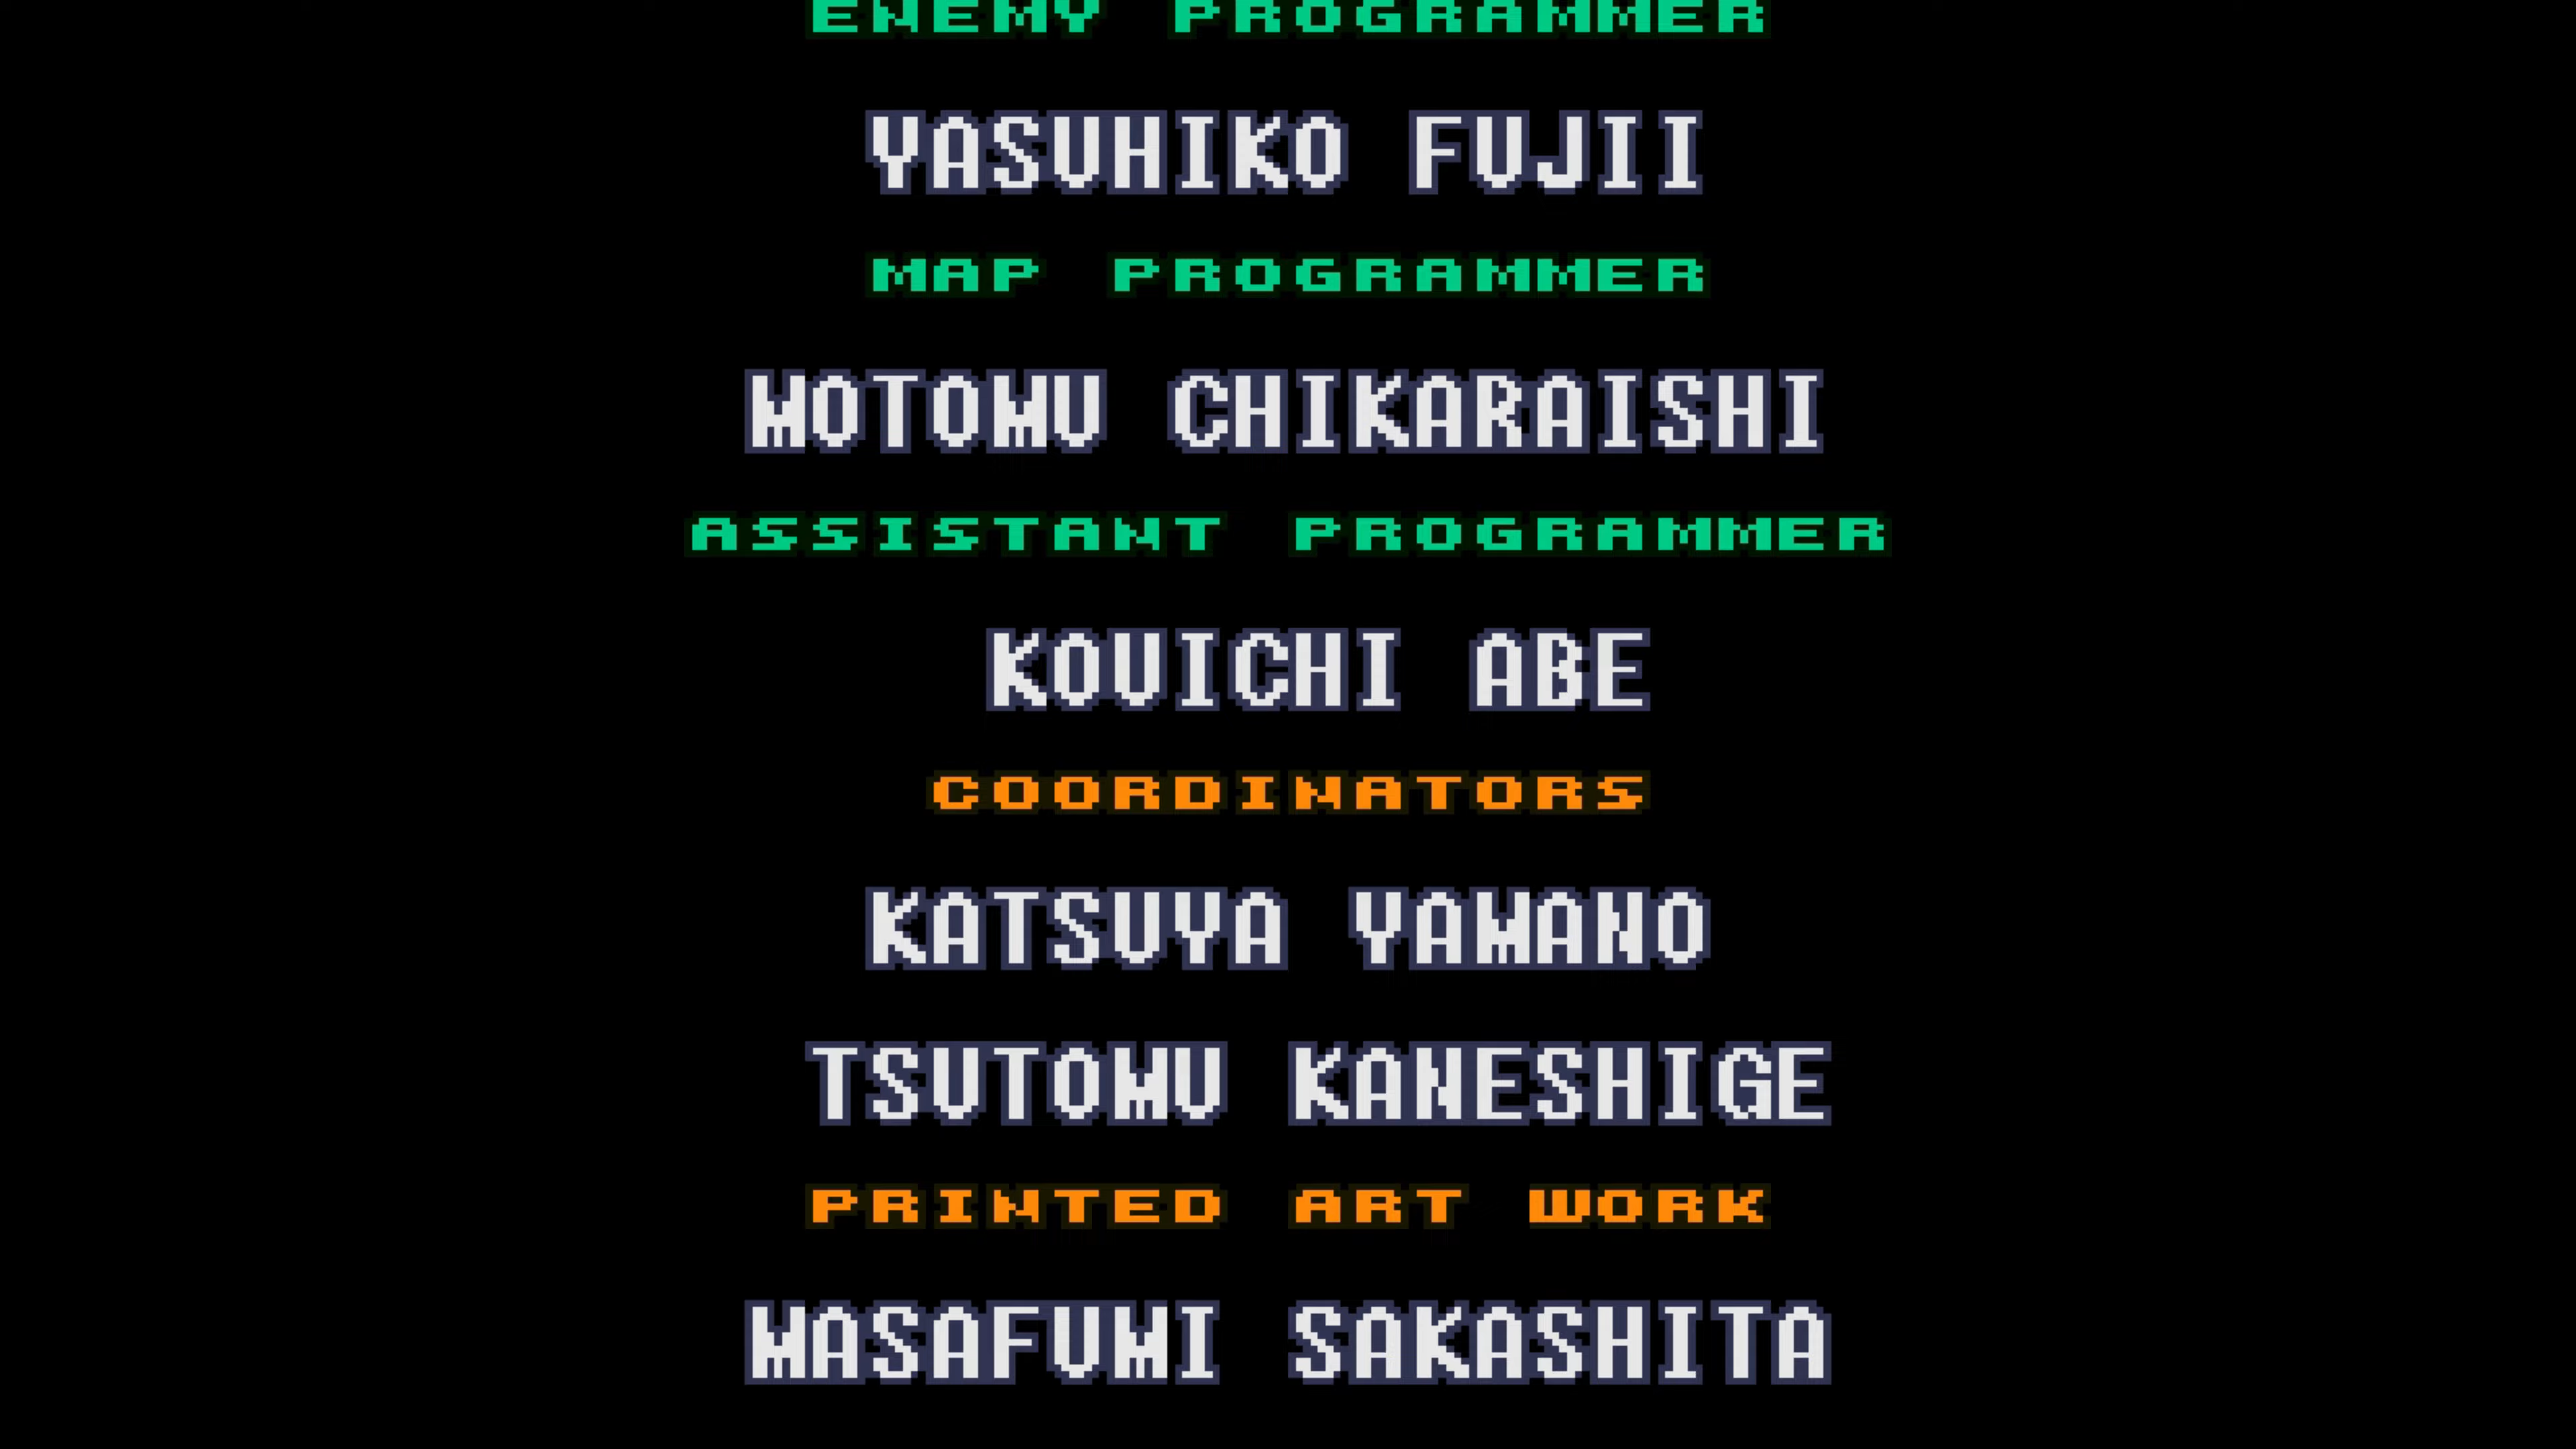 ENEMY PROGRAMMER
YASUHIKO FUJII
MAP PROGRAMMER
MOTOMU CHIKARAISHI
ASSISTANT PROGRAMMER
KOUICHI ABE
COORDINATORS
KATSUYA YAMANO
TSUTOMU KANESHIGE
PRINTED ART WORK
MASAFUMI SAKASHITA